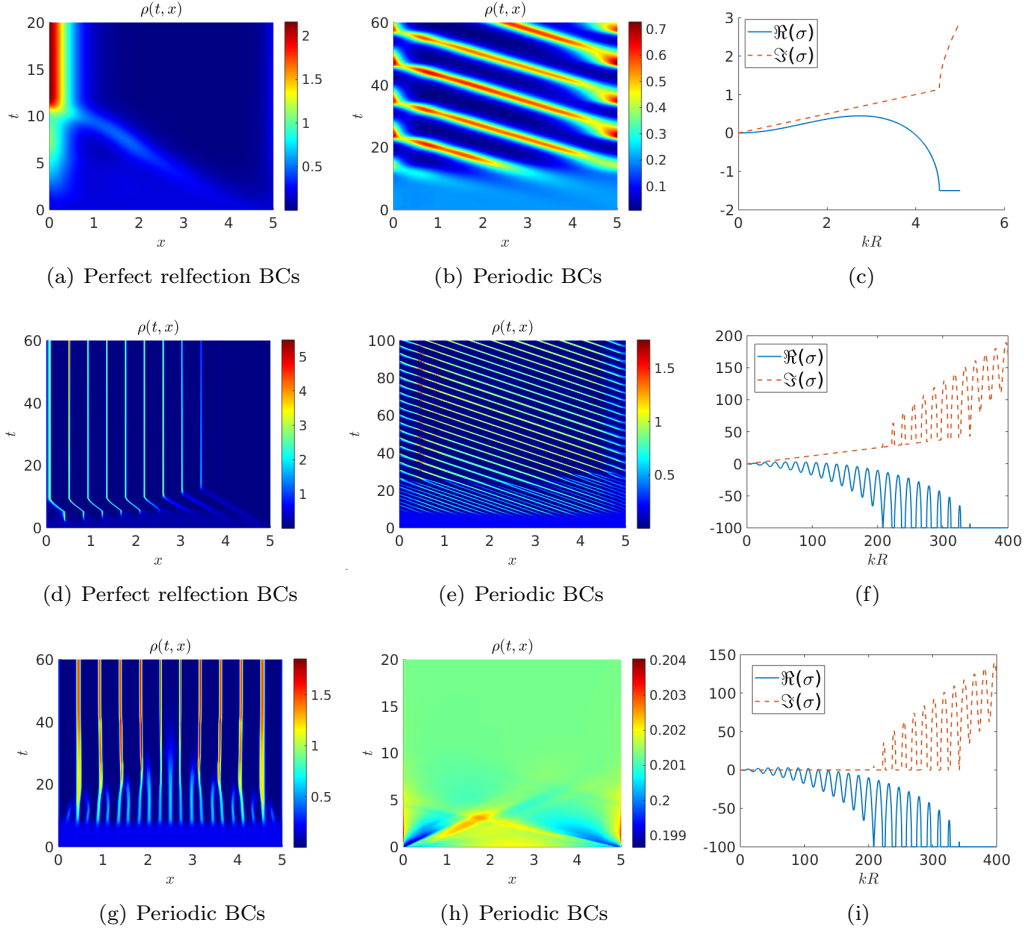 ρ(t, x)
ρ(t, x)
20
15
10
5
0
t
0 1 2 3 4 5
x
2
1.5
1
0.5
60
40
20
0
t
0 1 2 3 4 5
x
0.7
0.6
0.5
0.4
0.3
0.2
0.1
3
2
1
0
-1
-2
ℜ(σ)
ℑ(σ)
0 2 4 6
kR
(a) Perfect relfection BCs
(b) Periodic BCs
(c)
ρ(t, x)
ρ(t, x)
60
40
20
0
t
0 1 2 3 4 5
x
5
4
3
2
1
100
80
60
40
20
0
t
0 1 2 3 4 5
x
1.5
1
0.5
200
150
100
50
0
-50
-100
ℜ(σ)
ℑ(σ)
0 100 200 300 400
kR
(d) Perfect relfection BCs
(e) Periodic BCs
(f)
ρ(t, x)
ρ(t, x)
60
40
20
0
t
0 1 2 3 4 5
x
1.5
1
0.5
20
15
10
5
0
t
0 1 2 3 4 5
x
0.204
0.203
0.202
0.201
0.2
0.199
150
100
50
0
-50
-100
ℜ(σ)
ℑ(σ)
0 100 200 300 400
kR
(g) Periodic BCs
(h) Periodic BCs
(i)